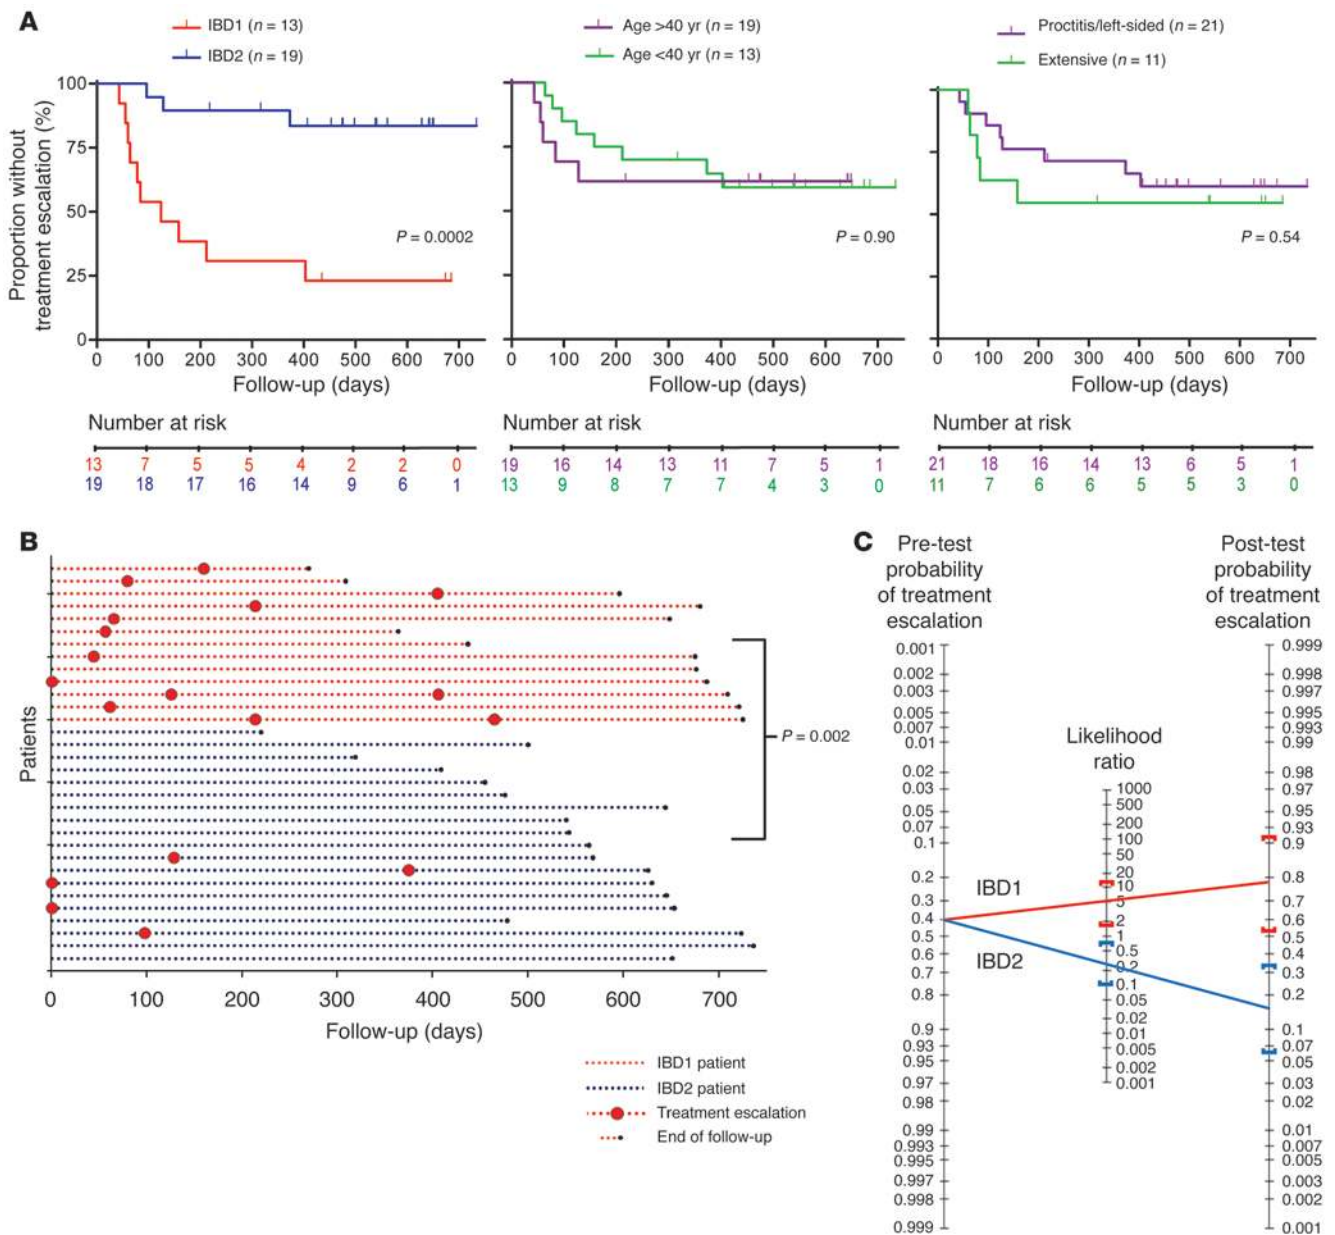 A
IBD1 (n = 13)
IBD2 (n = 19)
Age >40 yr (n = 19)
Age <40 yr (n = 13)
Proctitis/left-sided (n = 21)
Extensive (n = 11)
Proportion without
treatment escalation (%)
100
75
50
25
0
P = 0.0002
P = 0.90
P = 0.54
0 100 200 300 400 500 600 700
0 100 200 300 400 500 600 700
0 100 200 300 400 500 600 700
Follow-up (days)
Follow-up (days)
Follow-up (days)
Number at risk
13 7 5 5 4 2 2 0
19 18 17 16 14 9 6 1
Number at risk
19 16 14 13 11 7 5 1
13 9 8 7 7 4 3 0
Number at risk
21 18 16 14 13 6 5 1
11 7 6 6 5 5 3 0
B
Patients
P = 0.002
0 100 200 300 400 500 600 700
Follow-up (days)
IBD1 patient
IBD2 patient
Treatment escalation
End of follow-up
C
Pre-test
probability
of treatment
escalation
0.001
0.002
0.003
0.005
0.007
0.01
0.02
0.03
0.05
0.07
0.1
0.2
0.3
0.4
0.5
0.6
0.7
0.8
0.9
0.93
0.95
0.97
0.98
0.99
0.993
0.995
0.997
0.998
0.999
IBD1
IBD2
Likelihood
ratio
1000
500
200
100
50
20
10
5
2
1
0.5
0.2
0.1
0.05
0.02
0.01
0.005
0.002
0.001
Post-test
probability
of treatment
escalation
0.999
0.998
0.997
0.995
0.993
0.99
0.98
0.97
0.95
0.93
0.9
0.8
0.7
0.6
0.5
0.4
0.3
0.2
0.1
0.07
0.05
0.03
0.02
0.01
0.007
0.005
0.003
0.002
0.001